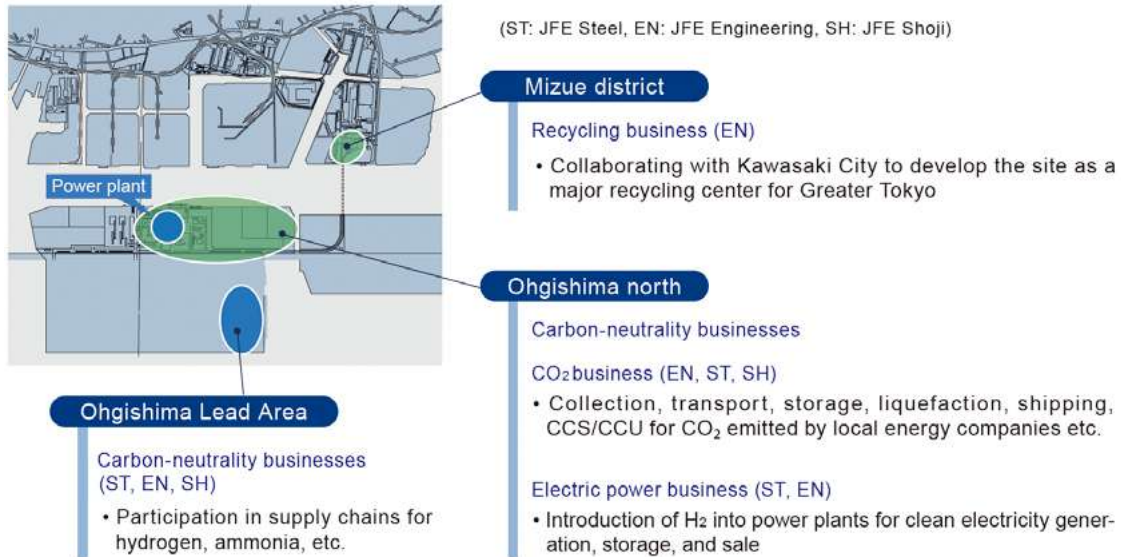 (ST: JFE Steel, EN: JFE Engineering, SH: JFE Shoji)
Mizue district
Recycling business (EN)
• Collaborating with Kawasaki City to develop the site as a
major recycling center for Greater Tokyo
Power plant
Ohgishima north
Carbon-neutrality businesses
CO₂ business (EN, ST, SH)
• Collection, transport, storage, liquefaction, shipping,
CCS/CCU for CO₂ emitted by local energy companies etc.
Electric power business (ST, EN)
• Introduction of H₂ into power plants for clean electricity gener-
ation, storage, and sale
Ohgishima Lead Area
Carbon-neutrality businesses
(ST, EN, SH)
• Participation in supply chains for
hydrogen, ammonia, etc.